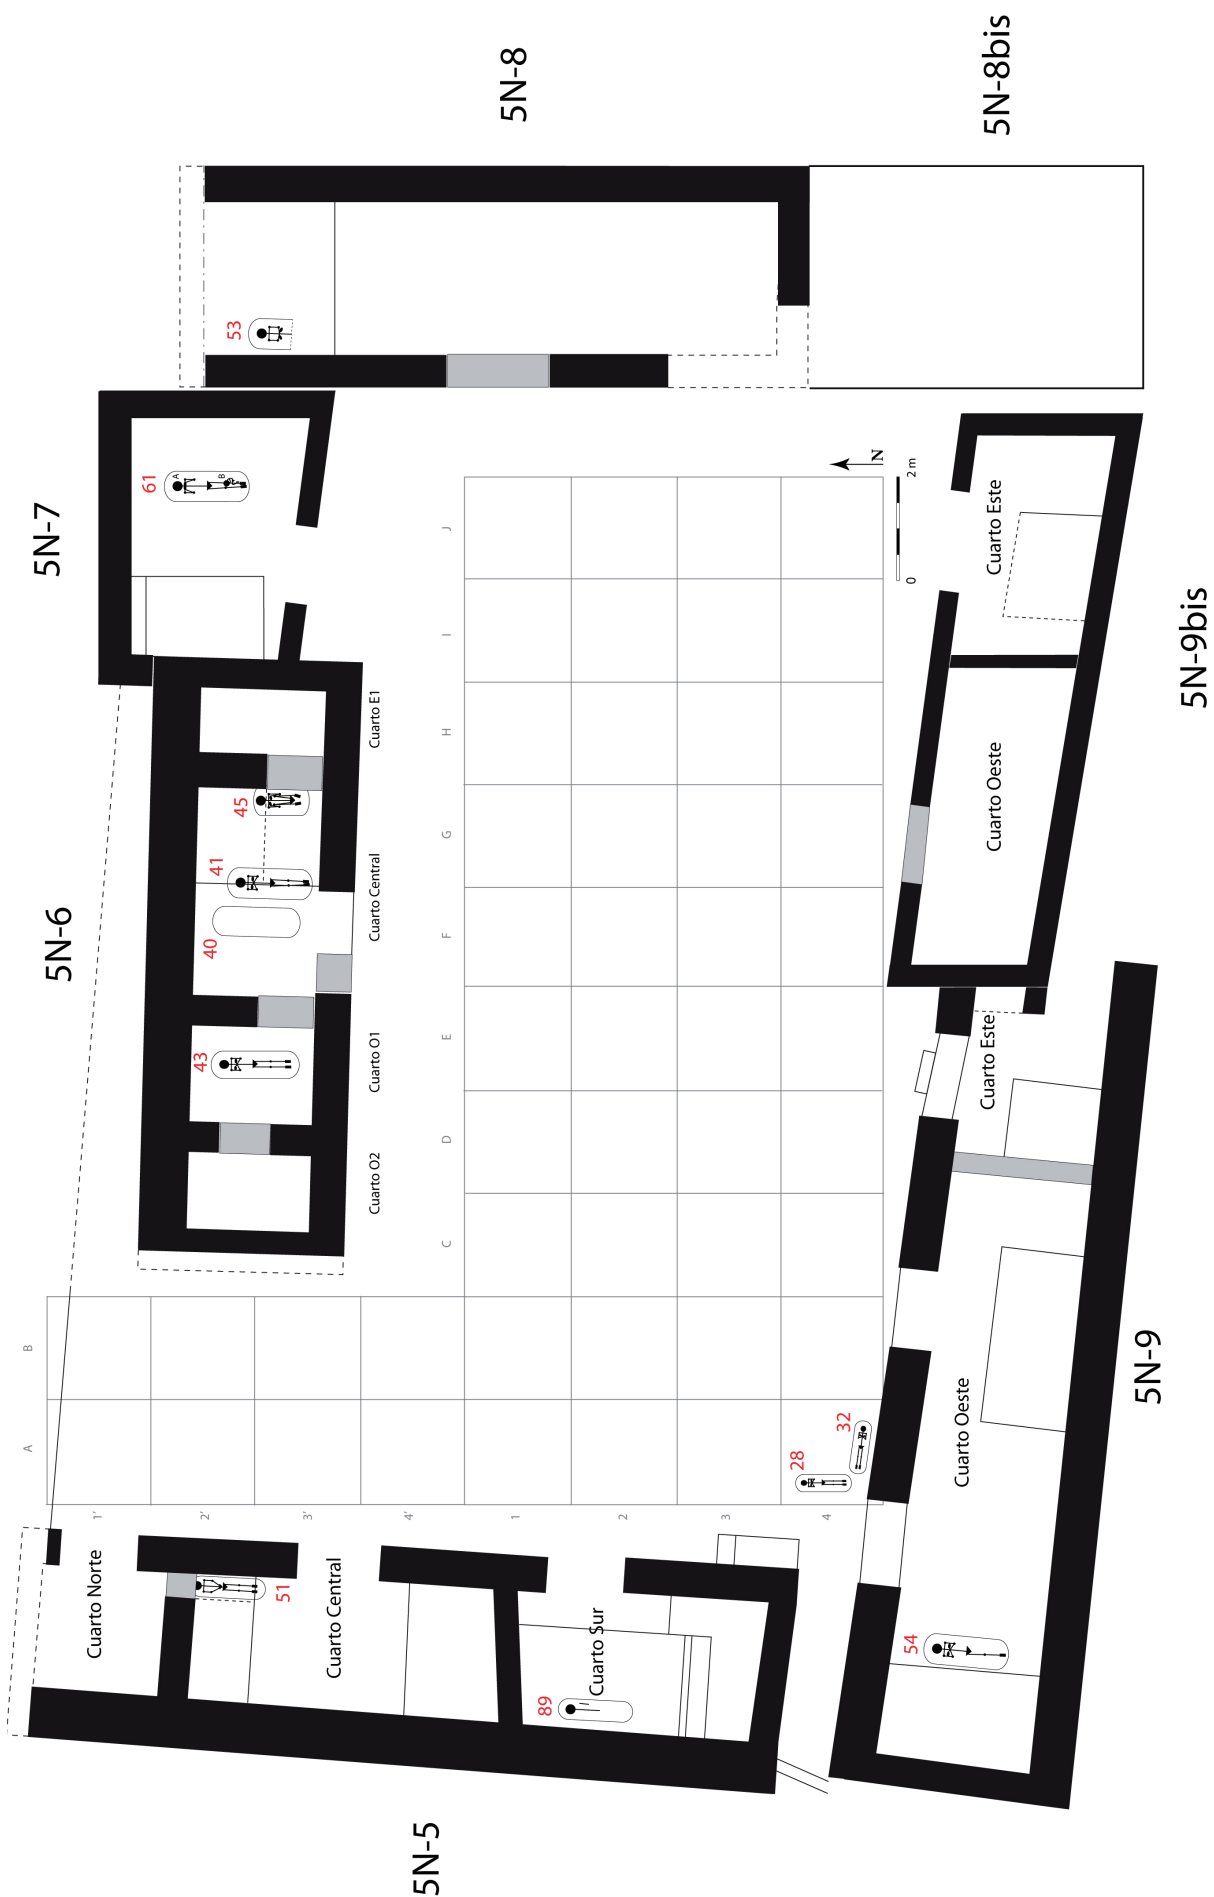 5N-5
Cuarto Norte
Cuarto Central
51
Cuarto Sur
89
5N-6
Cuarto O2
Cuarto O1
43
Cuarto Central
40
41
45
Cuarto E1
5N-7
61
A
B
5N-8
53
5N-8bis
A
B
C
D
E
F
G
H
I
J
1'
2'
3'
4'
1
2
3
4
28
32
N
0
2 m
5N-9
Cuarto Oeste
54
Cuarto Este
5N-9bis
Cuarto Oeste
Cuarto Este